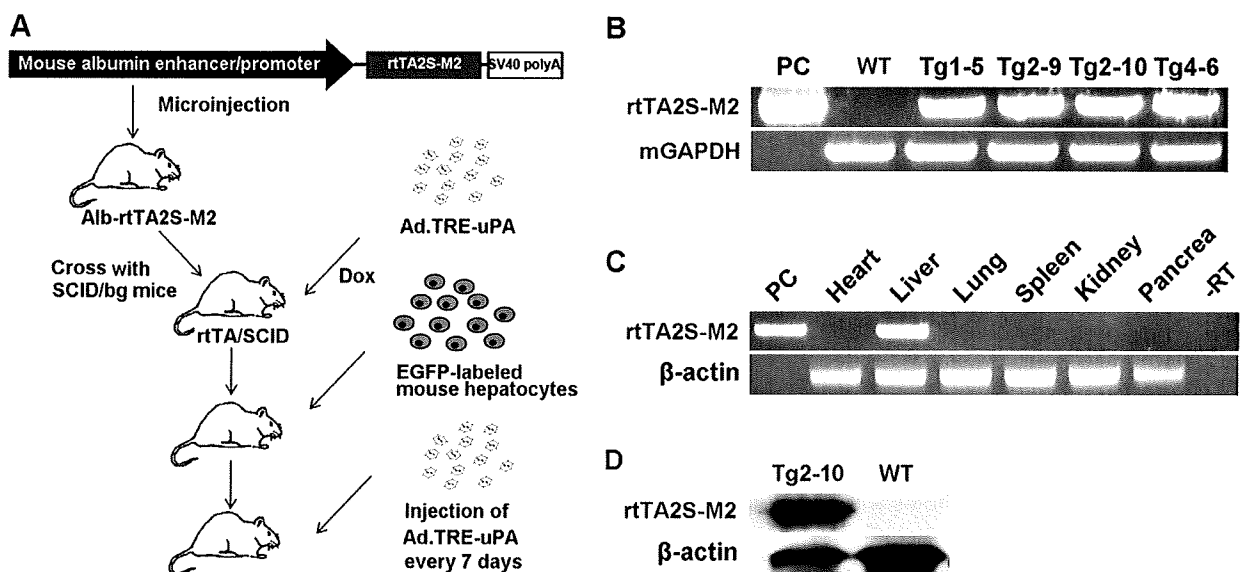 A
Mouse albumin enhancer/promoter
rtTA2S-M2
SV40 polyA
Microinjection
Alb-rtTA2S-M2
Ad.TRE-uPA
Cross with
SCID/bg mice
Dox
rtTA/SCID
EGFP-labeled
mouse hepatocytes
Injection of
Ad.TRE-uPA
every 7 days
B
PC WT Tg1-5 Tg2-9 Tg2-10 Tg4-6
rtTA2S-M2
mGAPDH
C
PC Heart Liver Lung Spleen Kidney Pancrea -RT
rtTA2S-M2
β-actin
D
Tg2-10 WT
rtTA2S-M2
β-actin